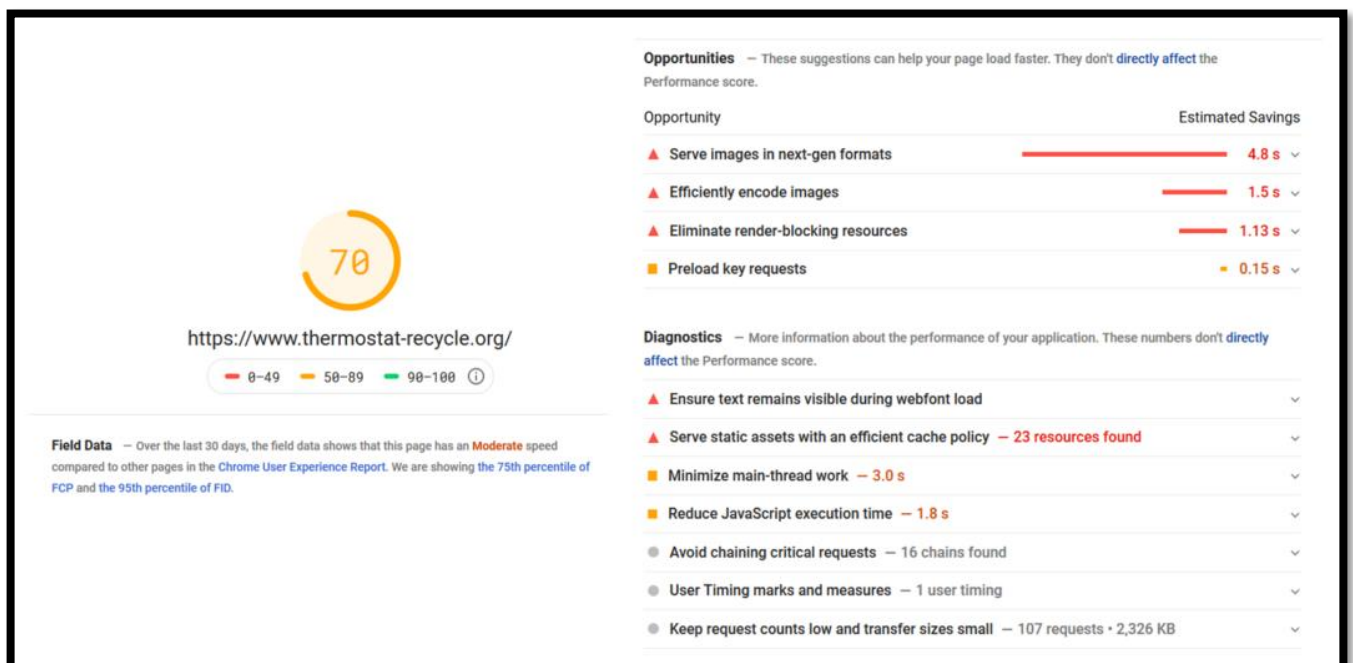 70
https://www.thermostat-recycle.org/
0–49 50–89 90–100
Field Data — Over the last 30 days, the field data shows that this page has an Moderate speed
compared to other pages in the Chrome User Experience Report. We are showing the 75th percentile of
FCP and the 95th percentile of FID.
Opportunities — These suggestions can help your page load faster. They don't directly affect the
Performance score.
Opportunity Estimated Savings
Serve images in next-gen formats 4.8 s
Efficiently encode images 1.5 s
Eliminate render-blocking resources 1.13 s
Preload key requests 0.15 s
Diagnostics — More information about the performance of your application. These numbers don't directly
affect the Performance score.
Ensure text remains visible during webfont load
Serve static assets with an efficient cache policy — 23 resources found
Minimize main-thread work — 3.0 s
Reduce JavaScript execution time — 1.8 s
Avoid chaining critical requests — 16 chains found
User Timing marks and measures — 1 user timing
Keep request counts low and transfer sizes small — 107 requests • 2,326 KB